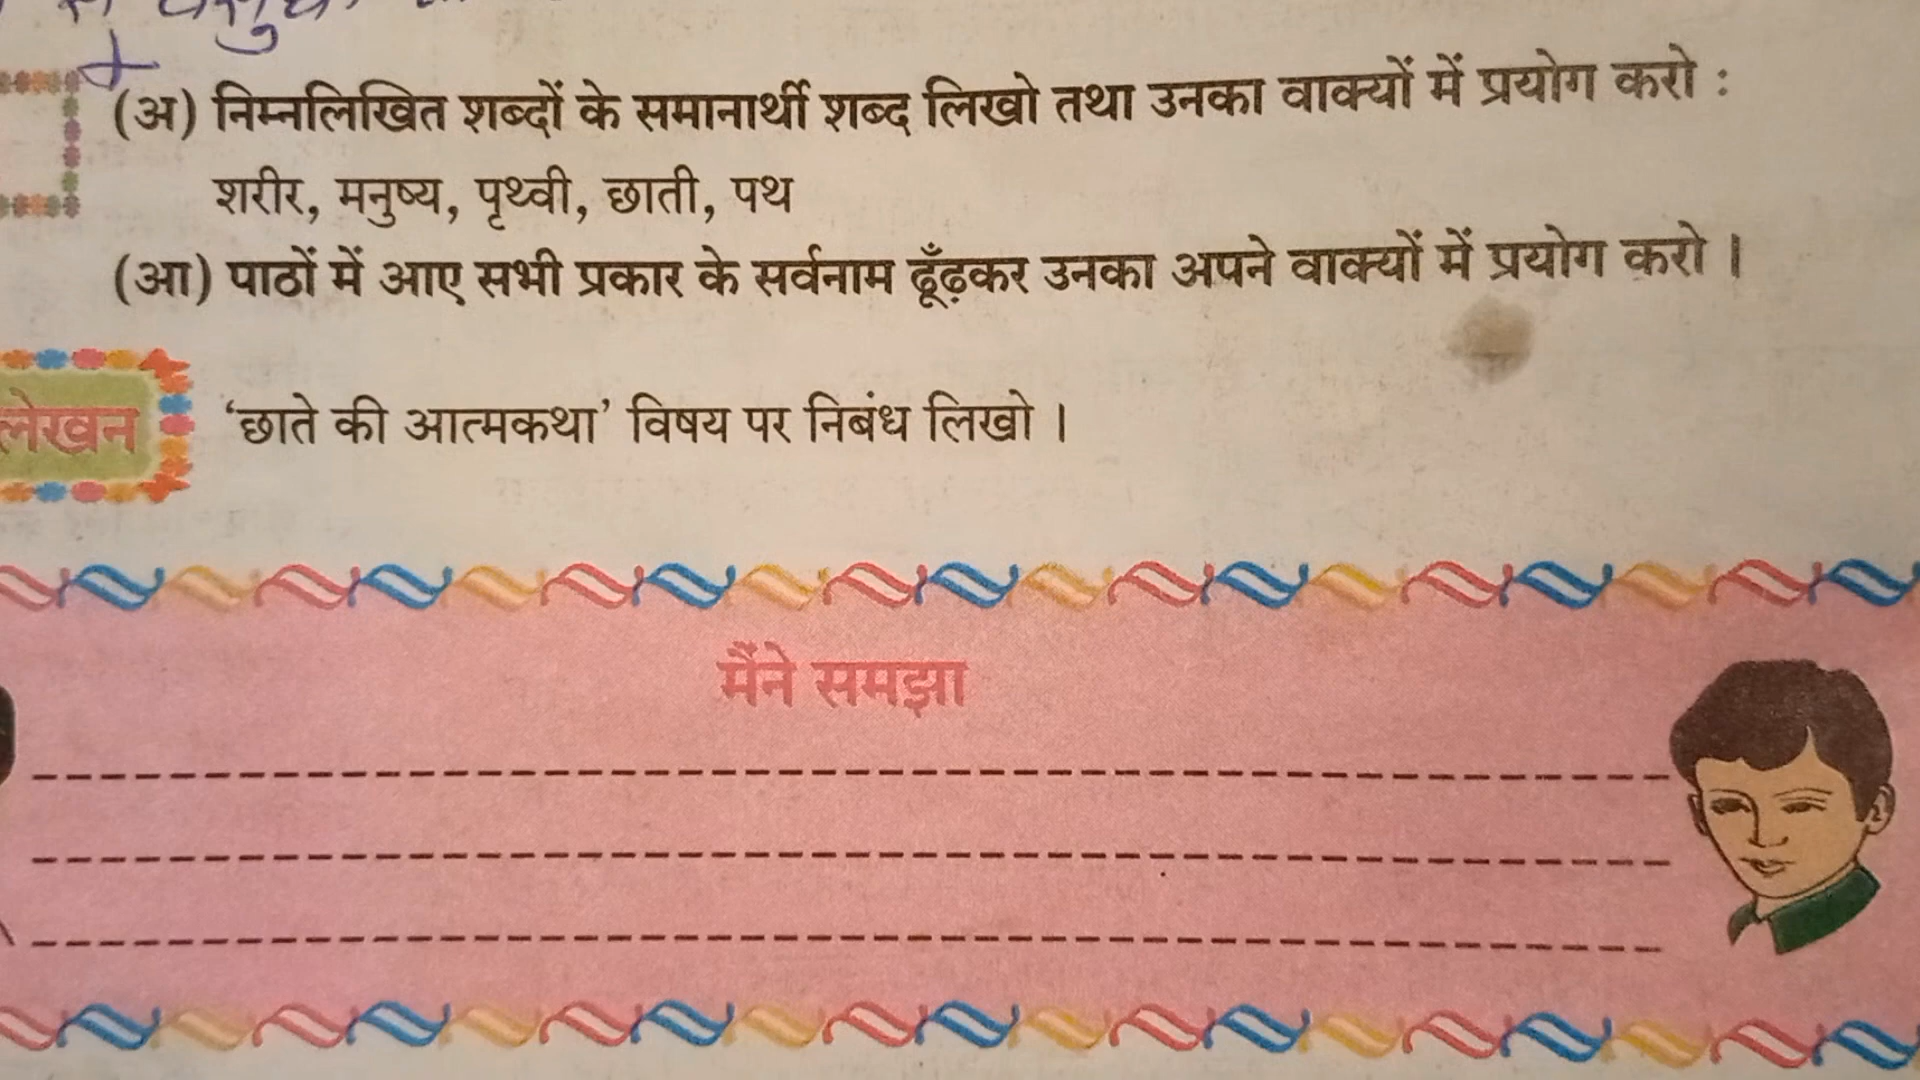 (अ) निम्नलिखित शब्दों के समानार्थी शब्द लिखो तथा उनका वाक्यों में प्रयोग करो :
शरीर, मनुष्य, पृथ्वी, छाती, पथ
(आ) पाठों में आए सभी प्रकार के सर्वनाम ढूँढ़कर उनका अपने वाक्यों में प्रयोग करो ।
लेखन 'छाते की आत्मकथा' विषय पर निबंध लिखो ।
मैंने समझा